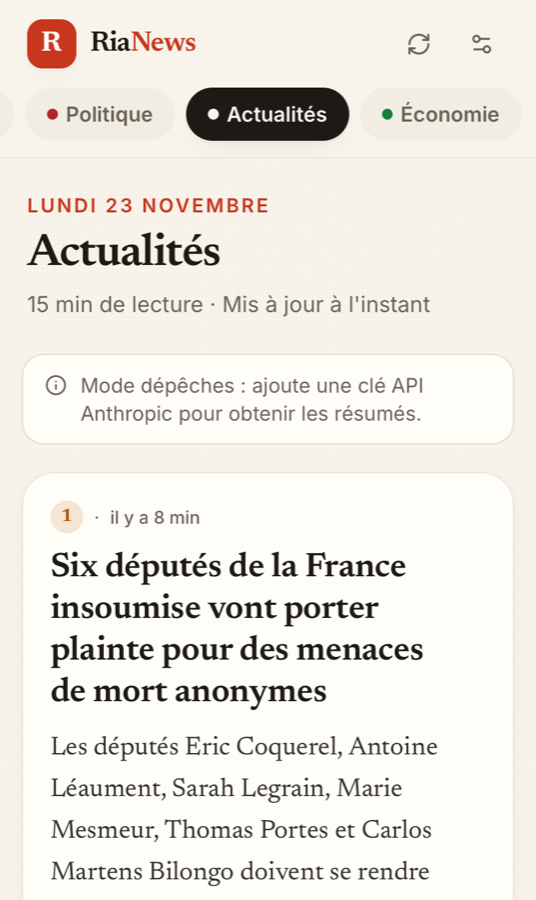 R RiaNews
Politique Actualités Économie
LUNDI 23 NOVEMBRE
Actualités
15 min de lecture · Mis à jour à l'instant
Mode dépêches : ajoute une clé API
Anthropic pour obtenir les résumés.
1 · il y a 8 min
Six députés de la France
insoumise vont porter
plainte pour des menaces
de mort anonymes
Les députés Eric Coquerel, Antoine
Léaument, Sarah Legrain, Marie
Mesmeur, Thomas Portes et Carlos
Martens Bilongo doivent se rendre